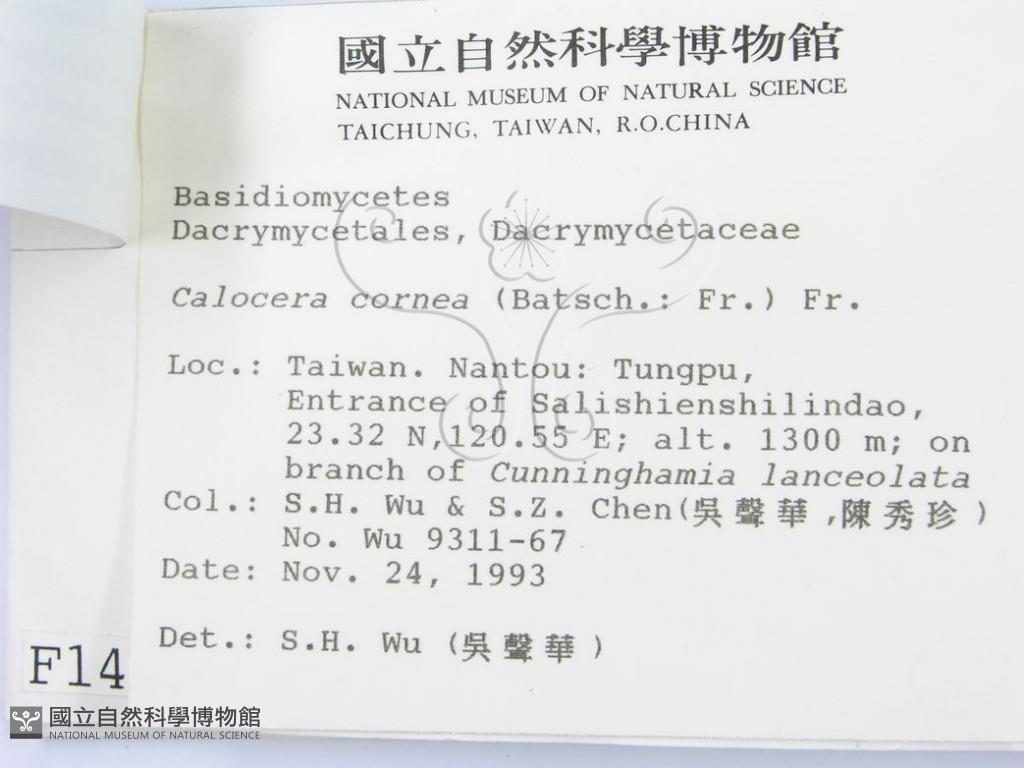 國立自然科學博物館
NATIONAL MUSEUM OF NATURAL SCIENCE
TAICHUNG, TAIWAN, R.O.CHINA
Basidiomycetes
Dacrymycetales, Dacrymycetaceae
Calocera cornea (Batsch.: Fr.) Fr.
Loc.: Taiwan. Nantou: Tungpu,
Entrance of Salishienshilindao,
23.32 N,120.55 E; alt. 1300 m; on
branch of Cunninghamia lanceolata
Col.: S.H. Wu & S.Z. Chen(吳聲華,陳秀珍)
No. Wu 9311-67
Date: Nov. 24, 1993
Det.: S.H. Wu (吳聲華)
F14
國立自然科學博物館
NATIONAL MUSEUM OF NATURAL SCIENCE